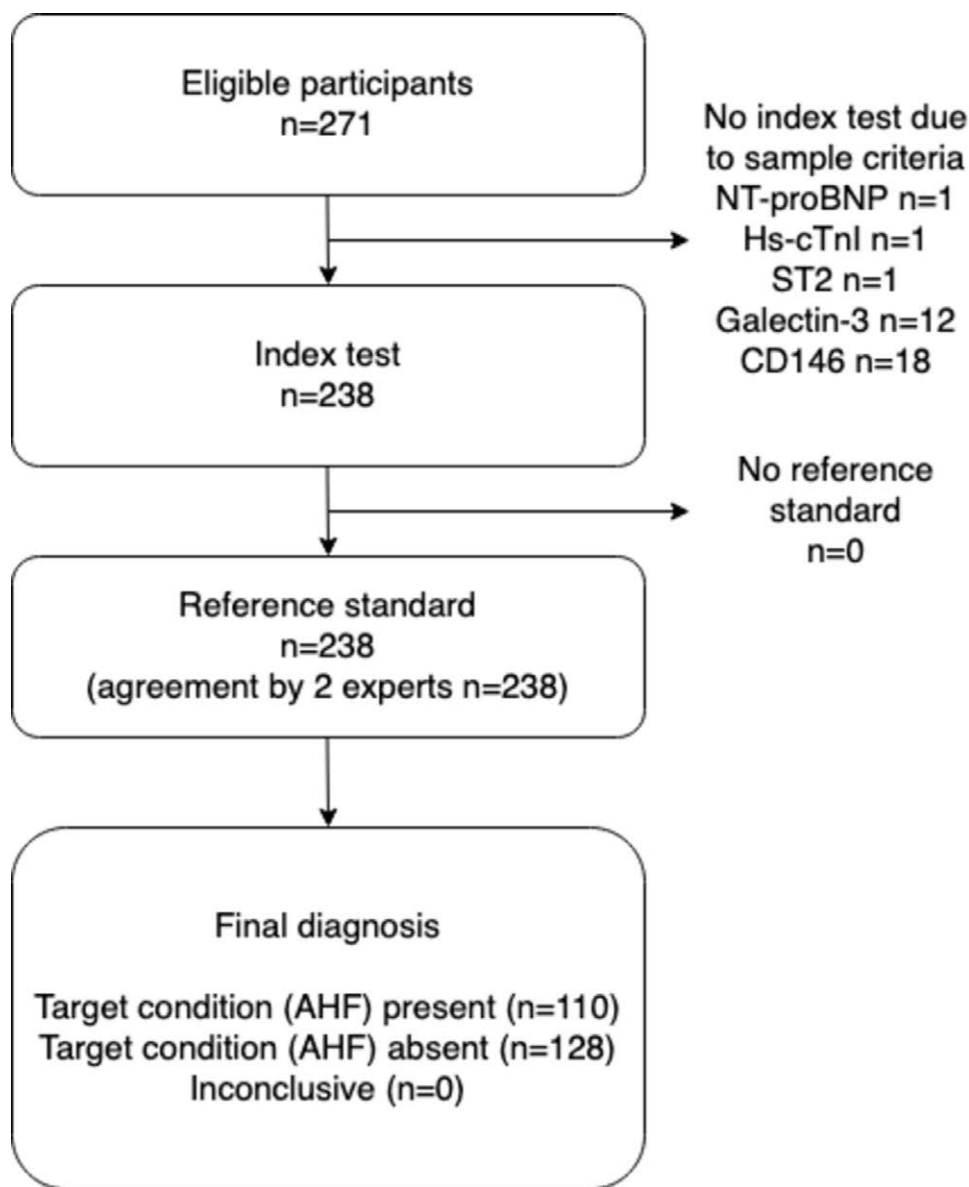 Eligible participants
n=271
No index test due
to sample criteria
NT-proBNP n=1
Hs-cTnI n=1
ST2 n=1
Galectin-3 n=12
CD146 n=18
Index test
n=238
No reference
standard
n=0
Reference standard
n=238
(agreement by 2 experts n=238)
Final diagnosis
Target condition (AHF) present (n=110)
Target condition (AHF) absent (n=128)
Inconclusive (n=0)